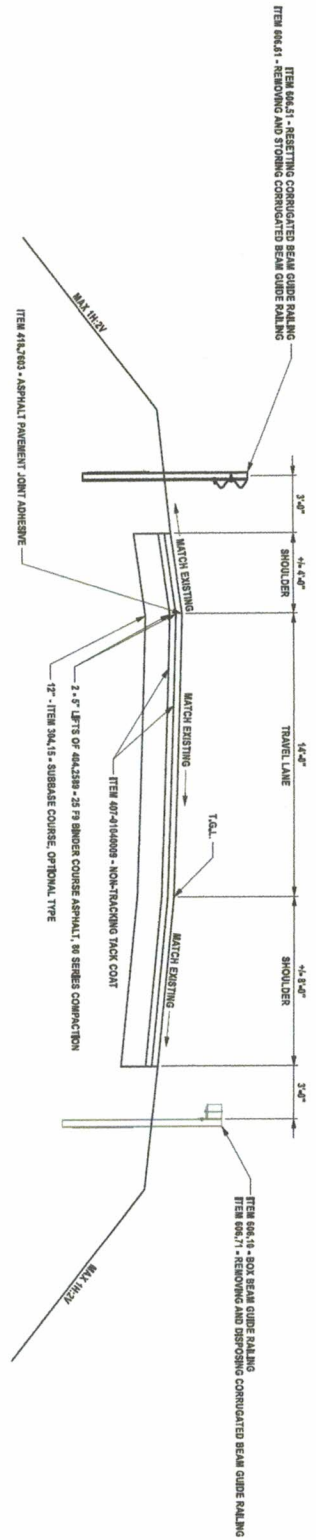 ITEM 606.51 - RESETTING CORRUGATED BEAM GUIDE RAILING
ITEM 606.61 - REMOVING AND STORING CORRUGATED BEAM GUIDE RAILING
3'-0"
+/- 4'-0"
SHOULDER
14'-0"
TRAVEL LANE
+/- 8'-0"
SHOULDER
3'-0"
ITEM 606.10 - BOX BEAM GUIDE RAILING
ITEM 606.71 - REMOVING AND DISPOSING CORRUGATED BEAM GUIDE RAILING
MATCH EXISTING
MATCH EXISTING
T.G.L.
MATCH EXISTING
MAX 1H:2V
MAX 1H:2V
ITEM 407-01040009 - NON-TRACKING TACK COAT
2 - 5" LIFTS OF 404.2589 - 25 F9 BINDER COURSE ASPHALT, 80 SERIES COMPACTION
12" - ITEM 304.15 - SUBBASE COURSE, OPTIONAL TYPE
ITEM 418.7603 - ASPHALT PAVEMENT JOINT ADHESIVE